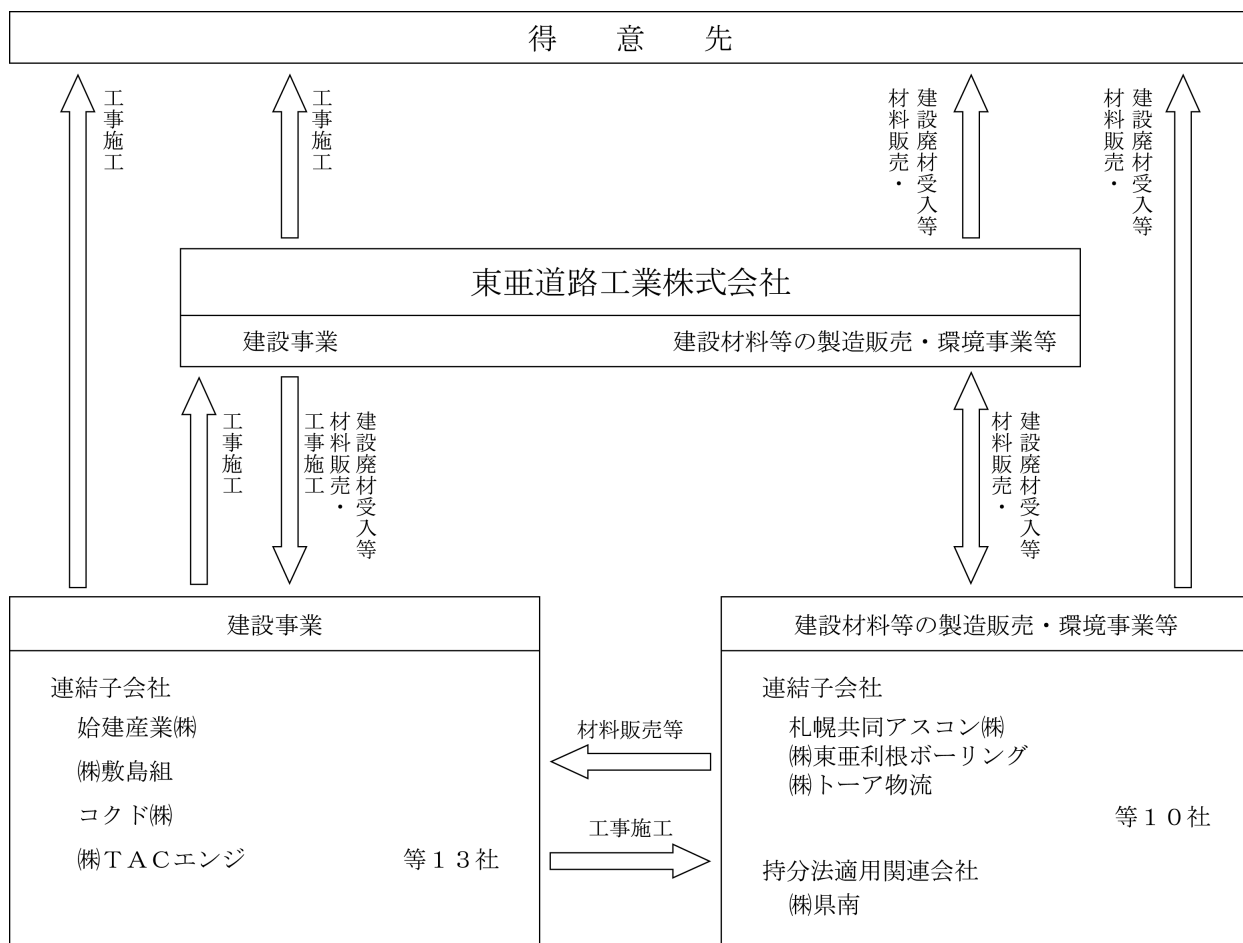 得意先
工事施工
工事施工
建設廃材受入等
材料販売・
建設廃材受入等
材料販売・
東亜道路工業株式会社
建設事業
建設材料等の製造販売・環境事業等
工事施工
建設廃材受入等
材料販売・
工事施工
建設廃材受入等
材料販売・
建設事業
連結子会社
姶建産業㈱
㈱敷島組
コクド㈱
㈱ＴＡＣエンジ 等１３社
材料販売等
工事施工
建設材料等の製造販売・環境事業等
連結子会社
札幌共同アスコン㈱
㈱東亜利根ボーリング
㈱トーア物流
等１０社
持分法適用関連会社
㈱県南